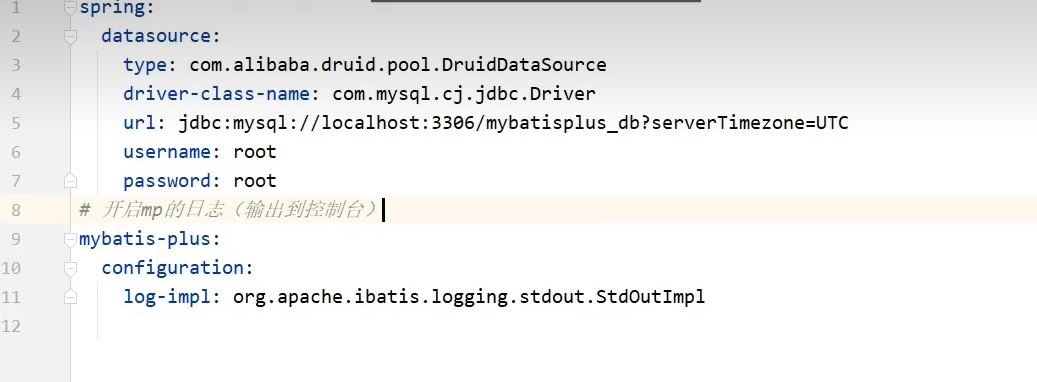 1 spring:
2   datasource:
3     type: com.alibaba.druid.pool.DruidDataSource
4     driver-class-name: com.mysql.cj.jdbc.Driver
5     url: jdbc:mysql://localhost:3306/mybatisplus_db?serverTimezone=UTC
6     username: root
7     password: root
8 # 开启mp的日志（输出到控制台）
9 mybatis-plus:
10   configuration:
11     log-impl: org.apache.ibatis.logging.stdout.StdOutImpl
12